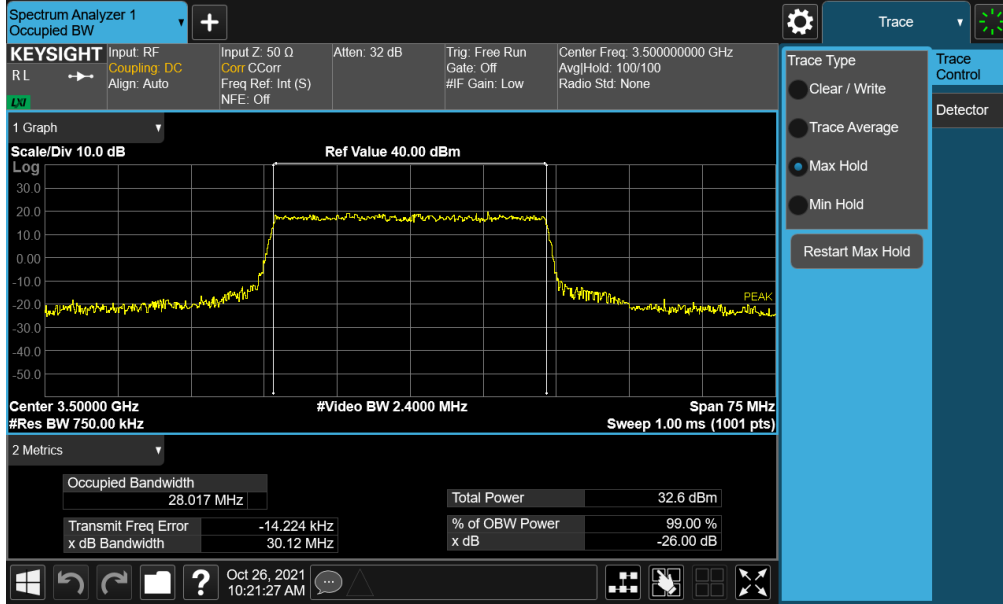 Spectrum Analyzer 1
Occupied BW
+
Trace
KEYSIGHT
RL
LXI
Input: RF
Coupling: DC
Align: Auto
Input Z: 50 Ω
Corr CCorr
Freq Ref: Int (S)
NFE: Off
Atten: 32 dB
Trig: Free Run
Gate: Off
#IF Gain: Low
Center Freq: 3.500000000 GHz
Avg|Hold: 100/100
Radio Std: None
Trace Type
Clear / Write
Trace Average
Max Hold
Min Hold
Restart Max Hold
Trace
Control
Detector
1 Graph
Scale/Div 10.0 dB
Ref Value 40.00 dBm
Log
30.0
20.0
10.0
0.00
-10.0
-20.0
-30.0
-40.0
-50.0
PEAK
Center 3.50000 GHz
#Video BW 2.4000 MHz
Span 75 MHz
#Res BW 750.00 kHz
Sweep 1.00 ms (1001 pts)
2 Metrics
Occupied Bandwidth
28.017 MHz
Transmit Freq Error -14.224 kHz
x dB Bandwidth 30.12 MHz
Total Power 32.6 dBm
% of OBW Power 99.00 %
x dB -26.00 dB
?
Oct 26, 2021
10:21:27 AM